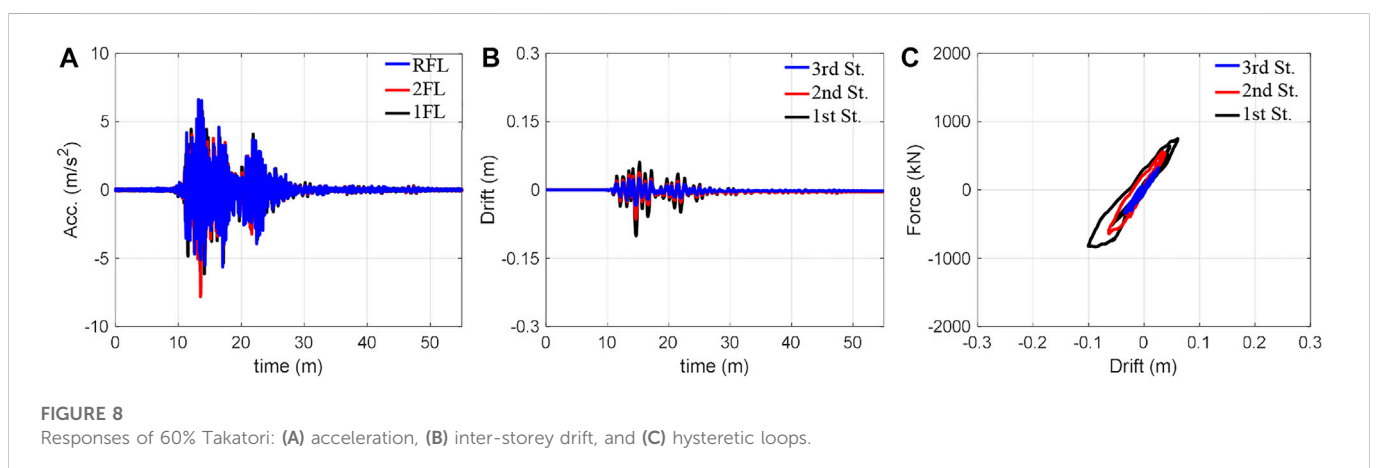 A
10
5
0
-5
-10
Acc. (m/s²)
0 10 20 30 40 50
time (m)
RFL
2FL
1FL
B
0.3
0.15
0
-0.15
-0.3
Drift (m)
0 10 20 30 40 50
time (m)
3rd St.
2nd St.
1st St.
C
2000
1000
0
-1000
-2000
Force (kN)
-0.3 -0.2 -0.1 0 0.1 0.2 0.3
Drift (m)
3rd St.
2nd St.
1st St.
FIGURE 8
Responses of 60% Takatori: (A) acceleration, (B) inter-storey drift, and (C) hysteretic loops.